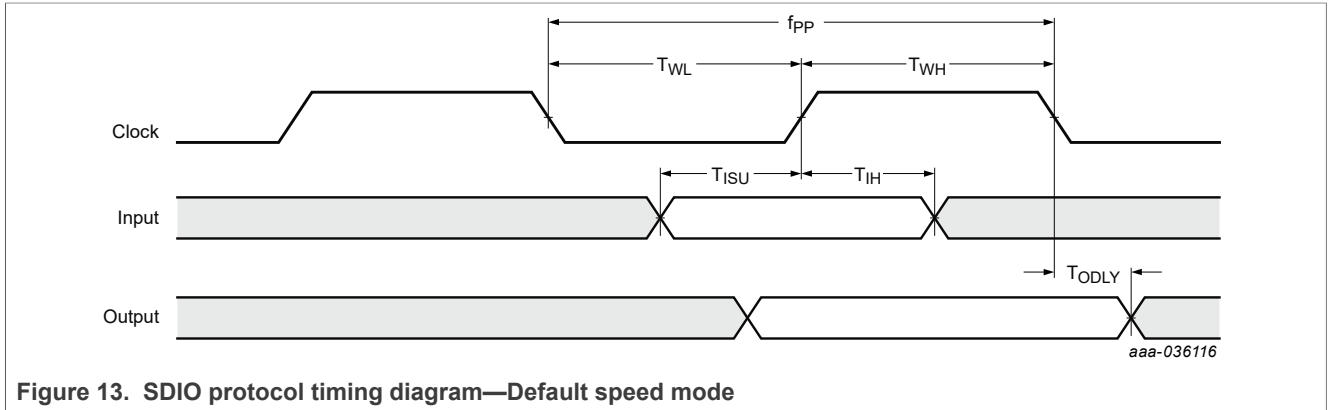 fPP
TWL
TWH
Clock
TISU
TIH
Input
TODLY
Output
aaa-036116
Figure 13. SDIO protocol timing diagram—Default speed mode